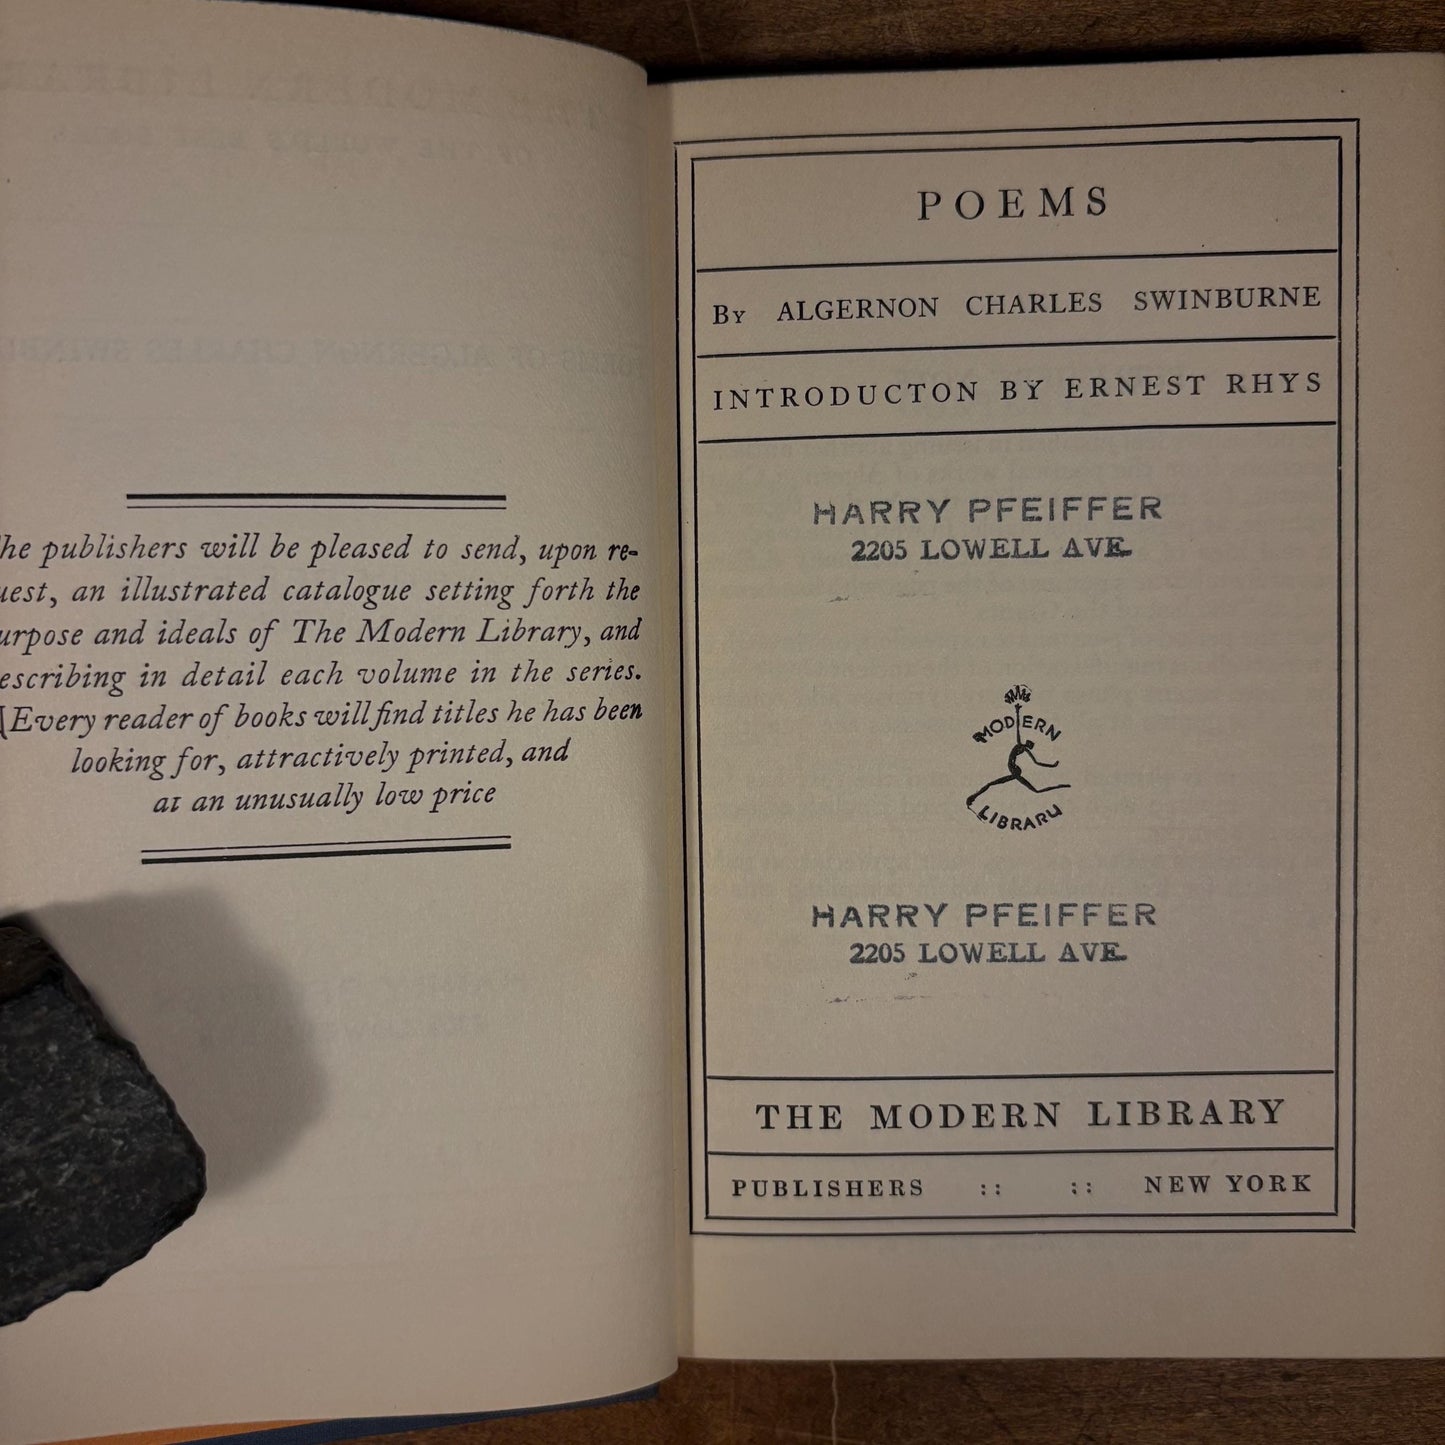 he publishers will be pleased to send, upon re-
uest, an illustrated catalogue setting forth the
urpose and ideals of The Modern Library, and
escribing in detail each volume in the series.
Every reader of books will find titles he has been
looking for, attractively printed, and
at an unusually low price
POEMS
By ALGERNON CHARLES SWINBURNE
INTRODUCTON BY ERNEST RHYS
HARRY PFEIFFER
2205 LOWELL AVE.
MODERN
LIBRARY
HARRY PFEIFFER
2205 LOWELL AVE.
THE MODERN LIBRARY
PUBLISHERS :: :: NEW YORK